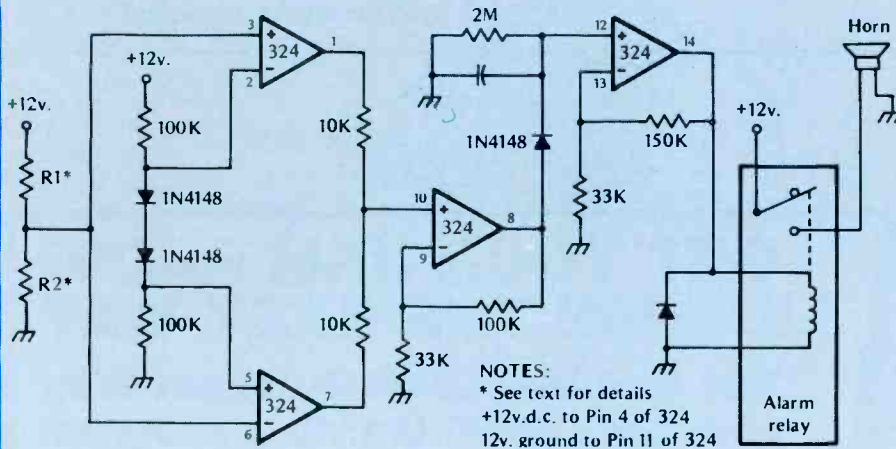 +12v.
R1*
R2*
+12v.
100K
1N4148
1N4148
100K
3
+
324
1
2
−
5
+
324
7
6
−
10K
10K
10
+
324
8
9
−
100K
33K
2M
1N4148
12
+
324
14
13
−
150K
33K
Horn
+12v.
Alarm
relay
NOTES:
* See text for details
+12v.d.c. to Pin 4 of 324
12v. ground to Pin 11 of 324